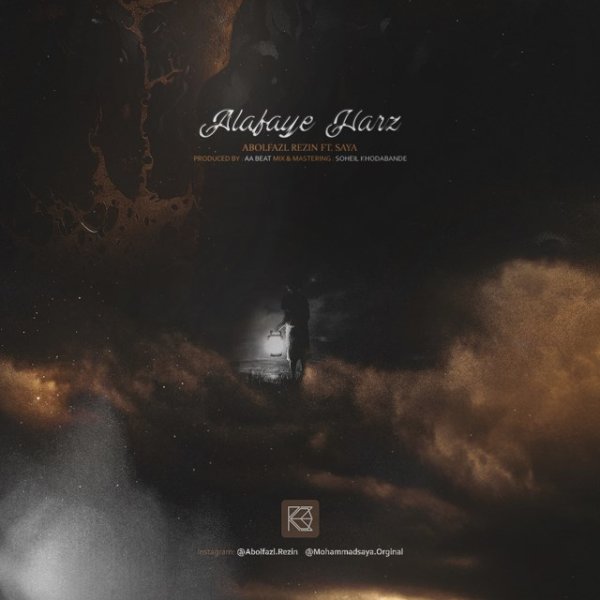 Alafaye Harz
ABOLFAZL REZIN FT. SAYA
PRODUCED BY : AA BEAT MIX & MASTERING : SOHEIL KHODABANDE
Instagram: @Abolfazl.Rezin @Mohammadsaya.Orginal